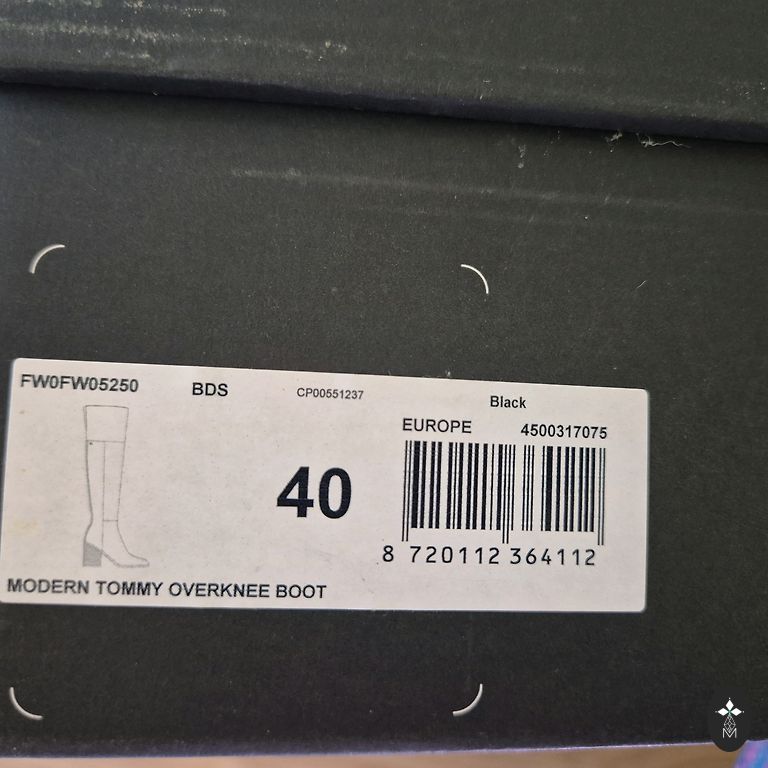 FW0FW05250 BDS CP00551237 Black
EUROPE 4500317075
40
8 720112 364112
MODERN TOMMY OVERKNEE BOOT
M